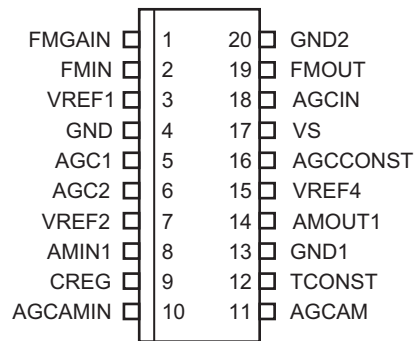 FMGAIN 1 20 GND2
FMIN 2 19 FMOUT
VREF1 3 18 AGCIN
GND 4 17 VS
AGC1 5 16 AGCCONST
AGC2 6 15 VREF4
VREF2 7 14 AMOUT1
AMIN1 8 13 GND1
CREG 9 12 TCONST
AGCAMIN 10 11 AGCAM